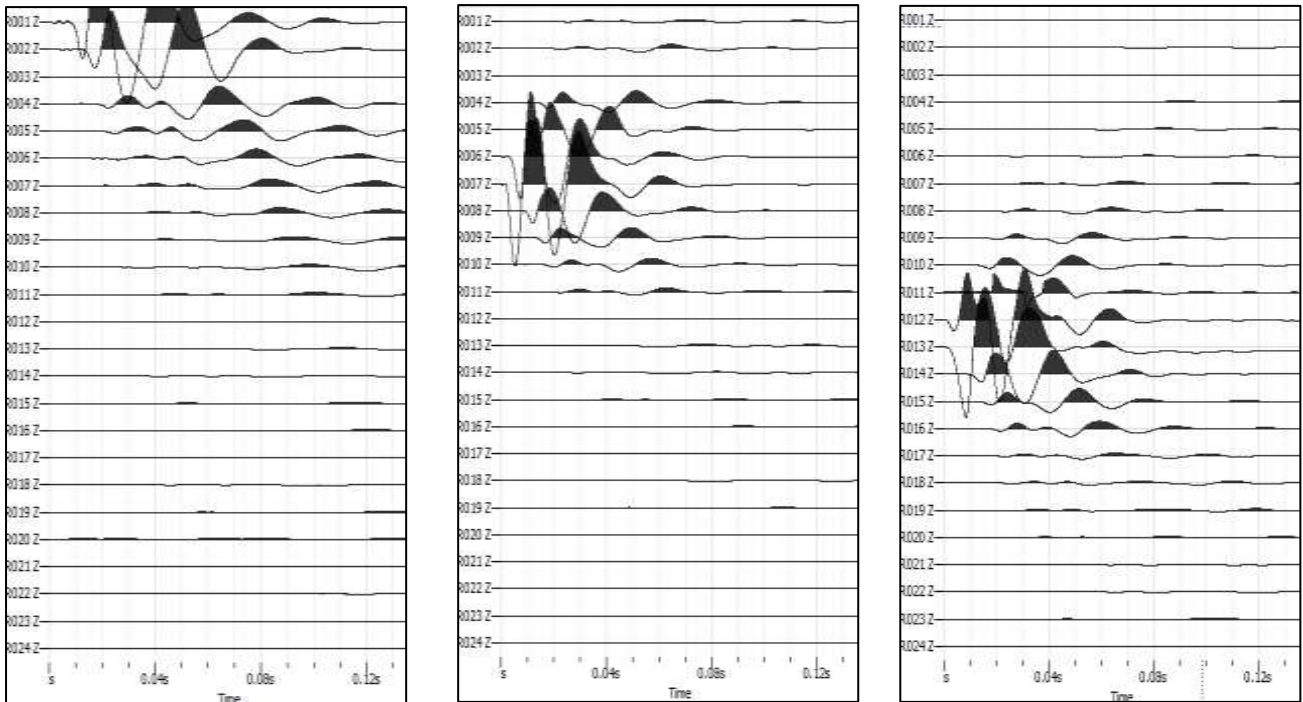 R001 Z
R002 Z
R003 Z
R004 Z
R005 Z
R006 Z
R007 Z
R008 Z
R009 Z
R010 Z
R011 Z
R012 Z
R013 Z
R014 Z
R015 Z
R016 Z
R017 Z
R018 Z
R019 Z
R020 Z
R021 Z
R022 Z
R023 Z
R024 Z
s 0.04s 0.08s 0.12s
Time
R001 Z
R002 Z
R003 Z
R004 Z
R005 Z
R006 Z
R007 Z
R008 Z
R009 Z
R010 Z
R011 Z
R012 Z
R013 Z
R014 Z
R015 Z
R016 Z
R017 Z
R018 Z
R019 Z
R020 Z
R021 Z
R022 Z
R023 Z
R024 Z
s 0.04s 0.08s 0.12s
Time
R001 Z
R002 Z
R003 Z
R004 Z
R005 Z
R006 Z
R007 Z
R008 Z
R009 Z
R010 Z
R011 Z
R012 Z
R013 Z
R014 Z
R015 Z
R016 Z
R017 Z
R018 Z
R019 Z
R020 Z
R021 Z
R022 Z
R023 Z
R024 Z
s 0.04s 0.08s 0.12s
Time